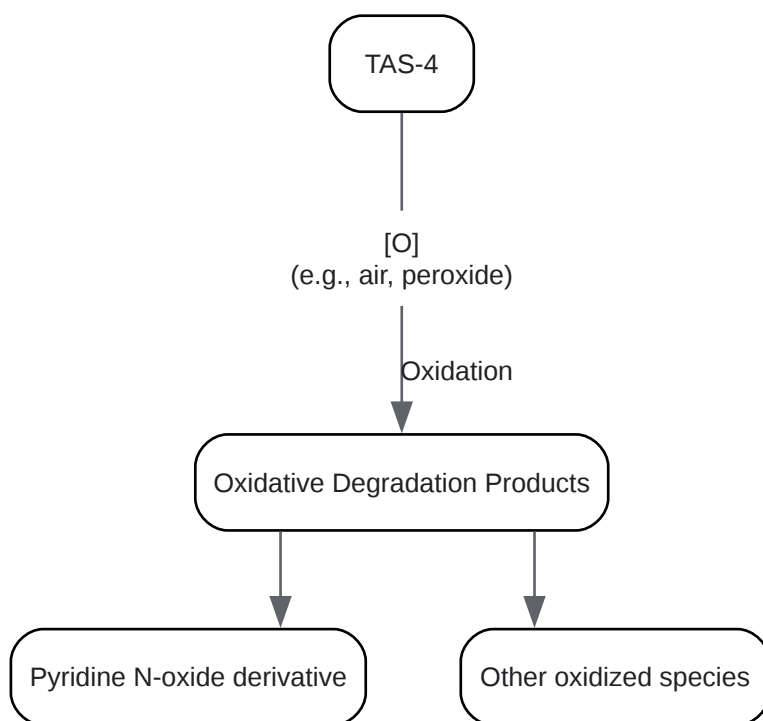 TAS-4
[O]
(e.g., air, peroxide)
Oxidation
Oxidative Degradation Products
Pyridine N-oxide derivative
Other oxidized species